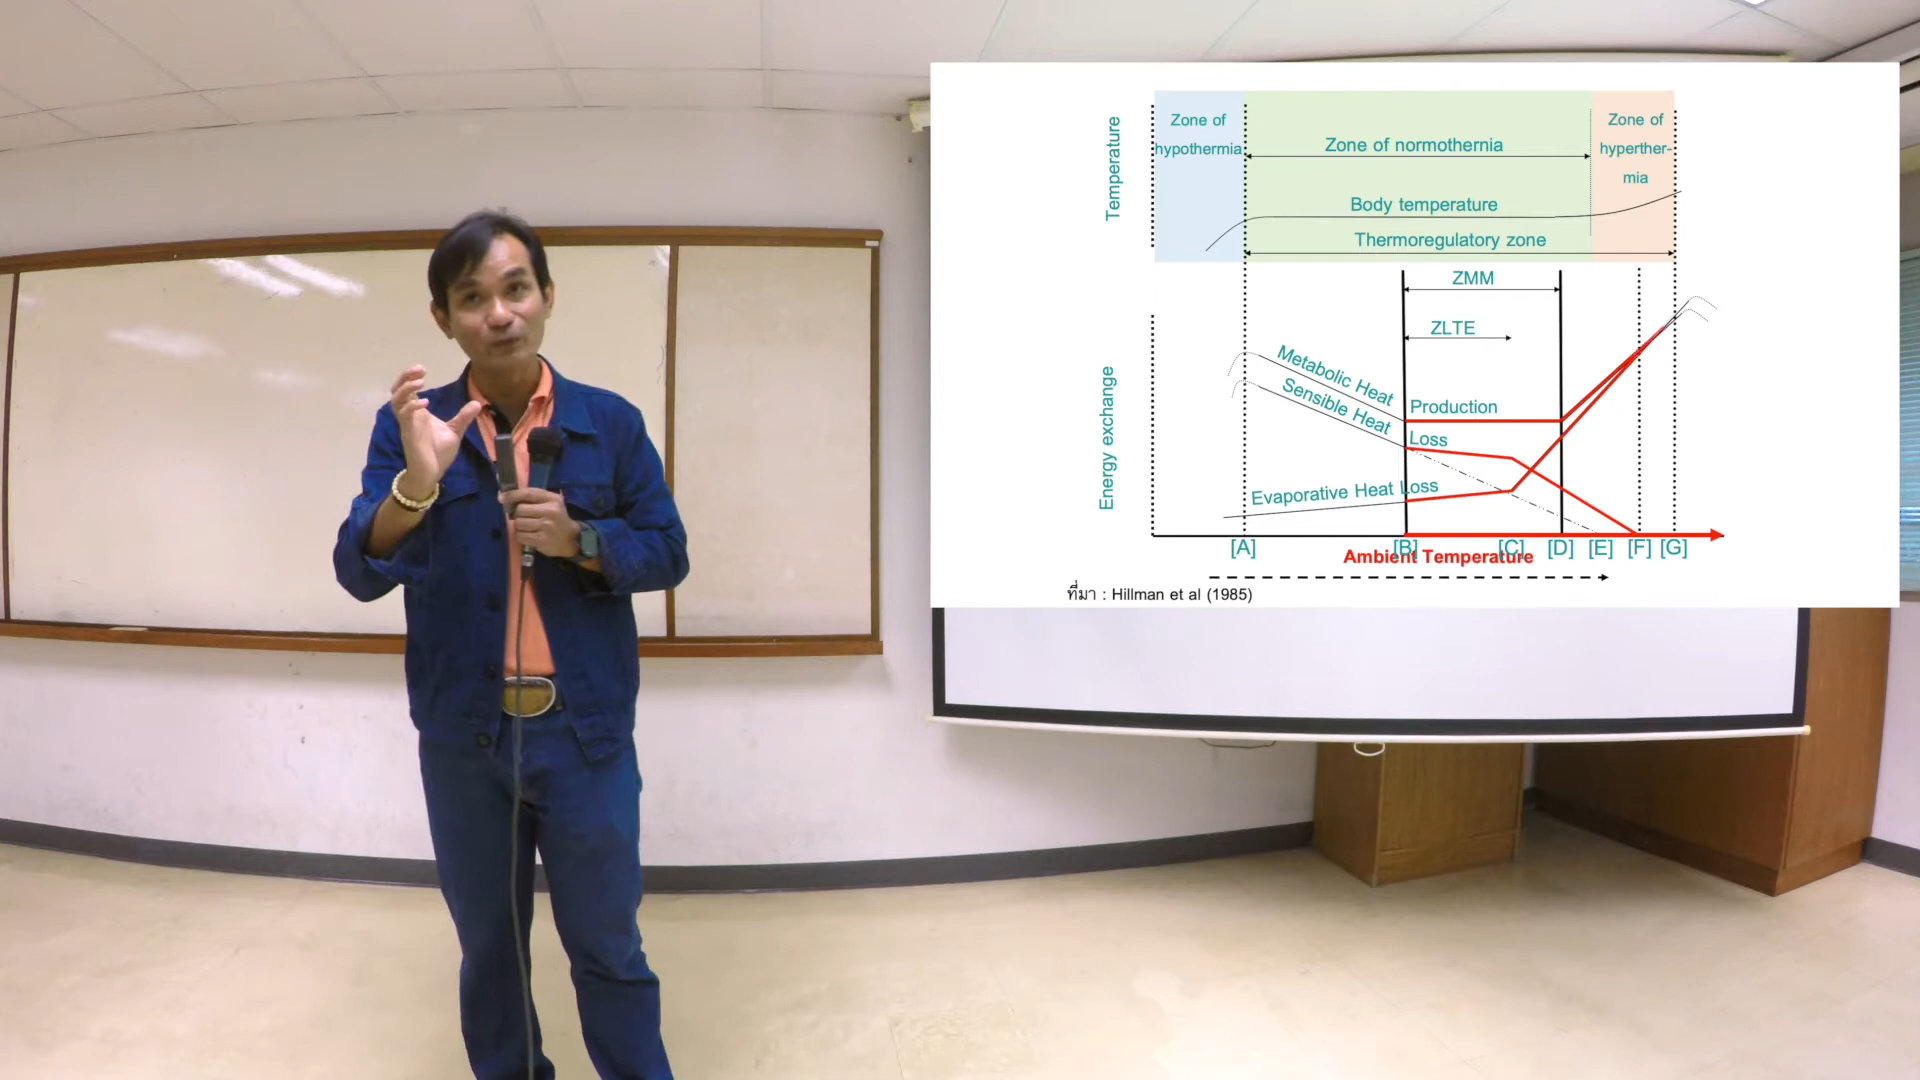 Zone of
hypothermia
Zone of normothernia
Zone of
hyperther-
mia
Temperature
Body temperature
Thermoregulatory zone
ZMM
ZLTE
Energy exchange
Metabolic Heat
Production
Sensible Heat
Loss
Evaporative Heat Loss
[A]
[B]
[C]
[D]
[E]
[F]
[G]
Ambient Temperature
ที่มา : Hillman et al (1985)